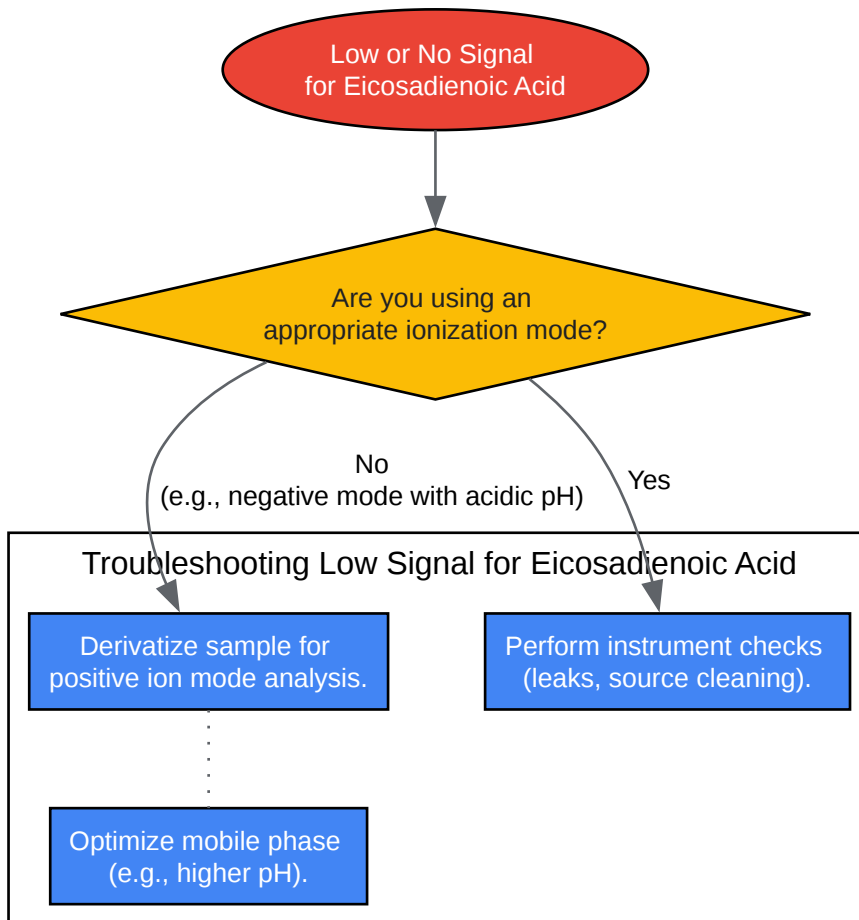 Low or No Signal
for Eicosadienoic Acid
Are you using an
appropriate ionization mode?
No
(e.g., negative mode with acidic pH)
Yes
Troubleshooting Low Signal for Eicosadienoic Acid
Derivatize sample for
positive ion mode analysis.
Perform instrument checks
(leaks, source cleaning).
Optimize mobile phase
(e.g., higher pH).